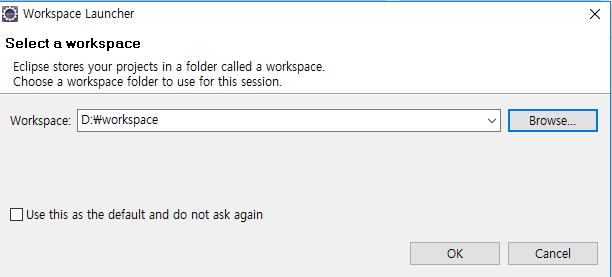 Workspace Launcher
Select a workspace
Eclipse stores your projects in a folder called a workspace.
Choose a workspace folder to use for this session.
Workspace: D:₩workspace Browse...
Use this as the default and do not ask again
OK Cancel